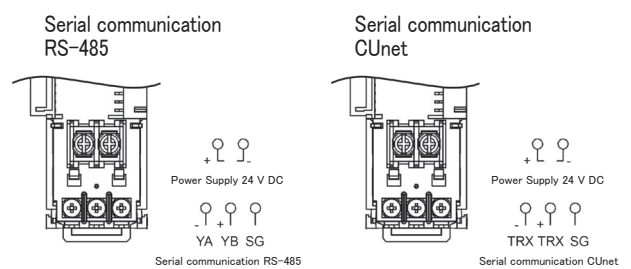 Serial communication
RS-485
Serial communication
CUnet
+ -
Power Supply 24 V DC
+ -
Power Supply 24 V DC
- +
YA YB SG
Serial communication RS-485
- +
TRX TRX SG
Serial communication CUnet